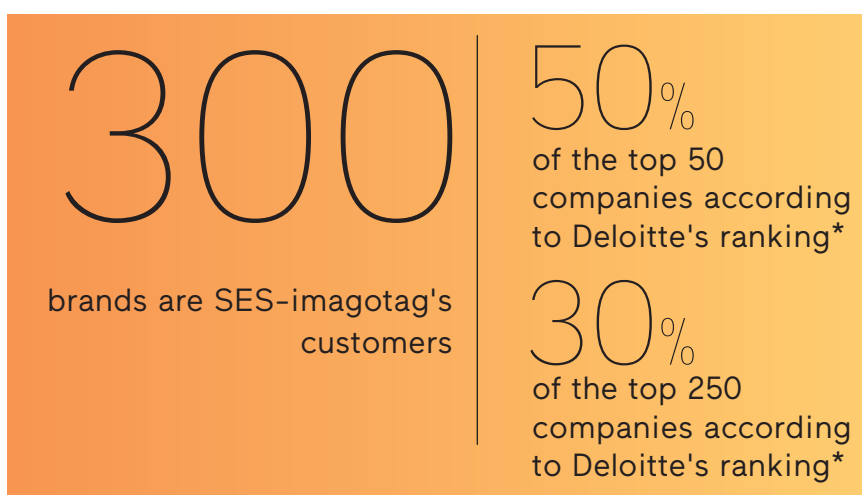 300
brands are SES-imagotag's
customers
50%
of the top 50
companies according
to Deloitte's ranking*
30%
of the top 250
companies according
to Deloitte's ranking*